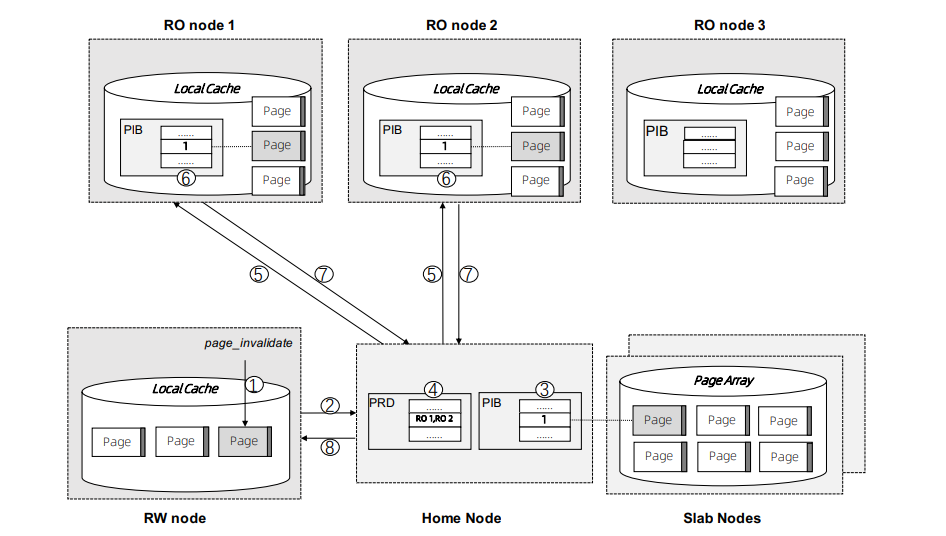 RO node 1
RO node 2
RO node 3
Local Cache
Page
PIB
......
1
Page
......
Page
⑥
Local Cache
Page
PIB
......
1
Page
......
Page
⑥
Local Cache
Page
PIB
......
......
Page
......
Page
⑤
⑦
⑤
⑦
page_invalidate
①
Local Cache
Page
Page
Page
②
⑧
④
PRD
......
RO 1,RO 2
......
③
PIB
......
1
......
Page Array
Page
Page
Page
Page
Page
Page
RW node
Home Node
Slab Nodes